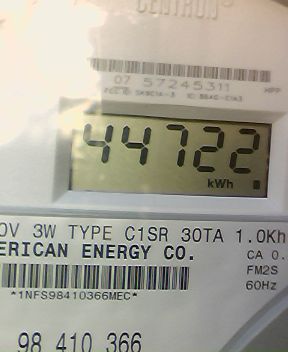 CENTRON®
07 57245311
44722
kWh
0V 3W TYPE C1SR 30TA 1.0Kh
ERICAN ENERGY CO.
CA 0.
FM2S
60Hz
*1NFS98410366MEC*
98 410 366